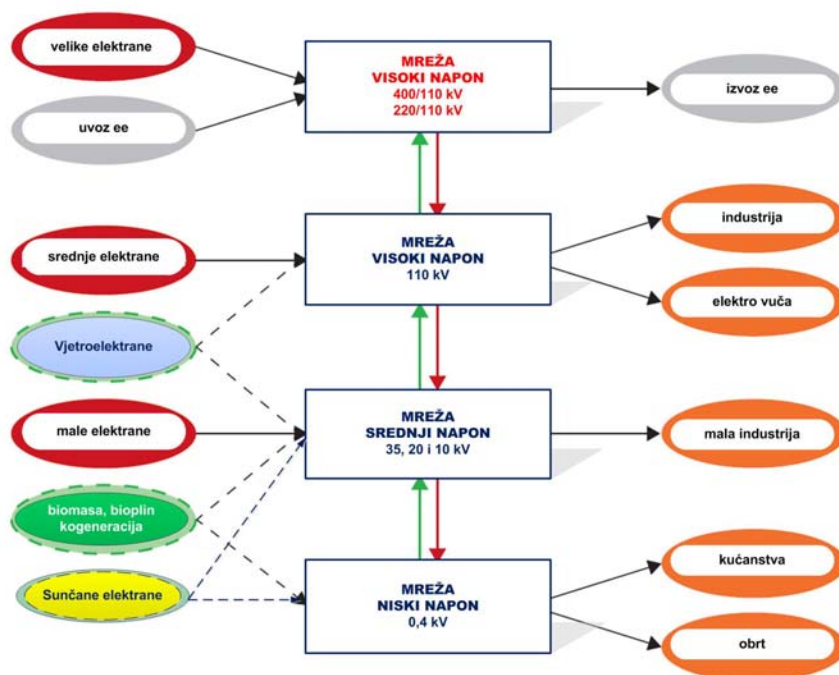 velike elektrane
uvoz ee
MREŽA
VISOKI NAPON
400/110 kV
220/110 kV
izvoz ee
srednje elektrane
Vjetroelektrane
MREŽA
VISOKI NAPON
110 kV
industrija
elektro vuča
male elektrane
MREŽA
SREDNJI NAPON
35, 20 i 10 kV
mala industrija
biomasa, bioplin
kogeneracija
Sunčane elektrane
MREŽA
NISKI NAPON
0,4 kV
kućanstva
obrt